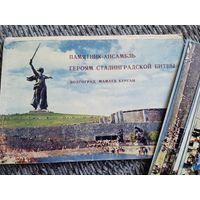 ПАМЯТНИК-АНСАМБЛЬ
ГЕРОЯМ СТАЛИНГРАДСКОЙ БИТВЫ
ВОЛГОГРАД. МАМАЕВ КУРГАН